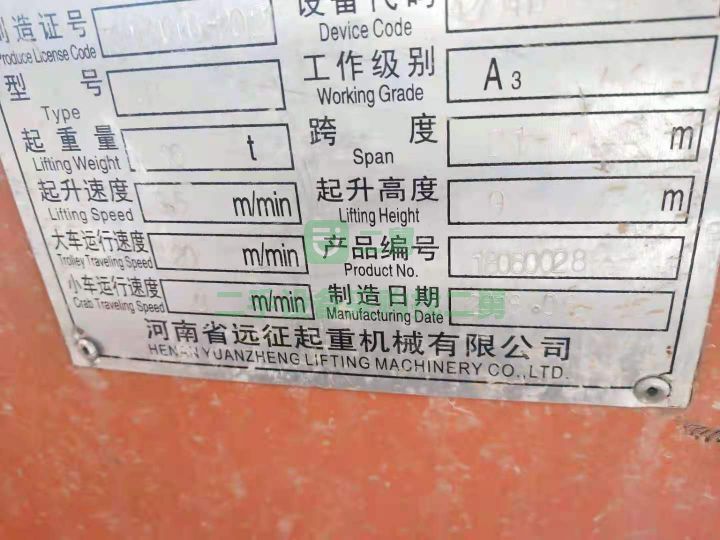 制造证号 设备代码
Produce License Code Device Code
型 号 工作级别 A3
Type Working Grade
起重量 t 跨 度 m
Lifting Weight Span
起升速度 m/min 起升高度 9 m
Lifting Speed Lifting Height
大车运行速度 20 m/min 产品编号 18060028
Trolley Traveling Speed Product No.
小车运行速度 m/min 制造日期
Crab Traveling Speed Manufacturing Date
河南省远征起重机械有限公司
HENAN YUANZHENG LIFTING MACHINERY CO.,LTD.